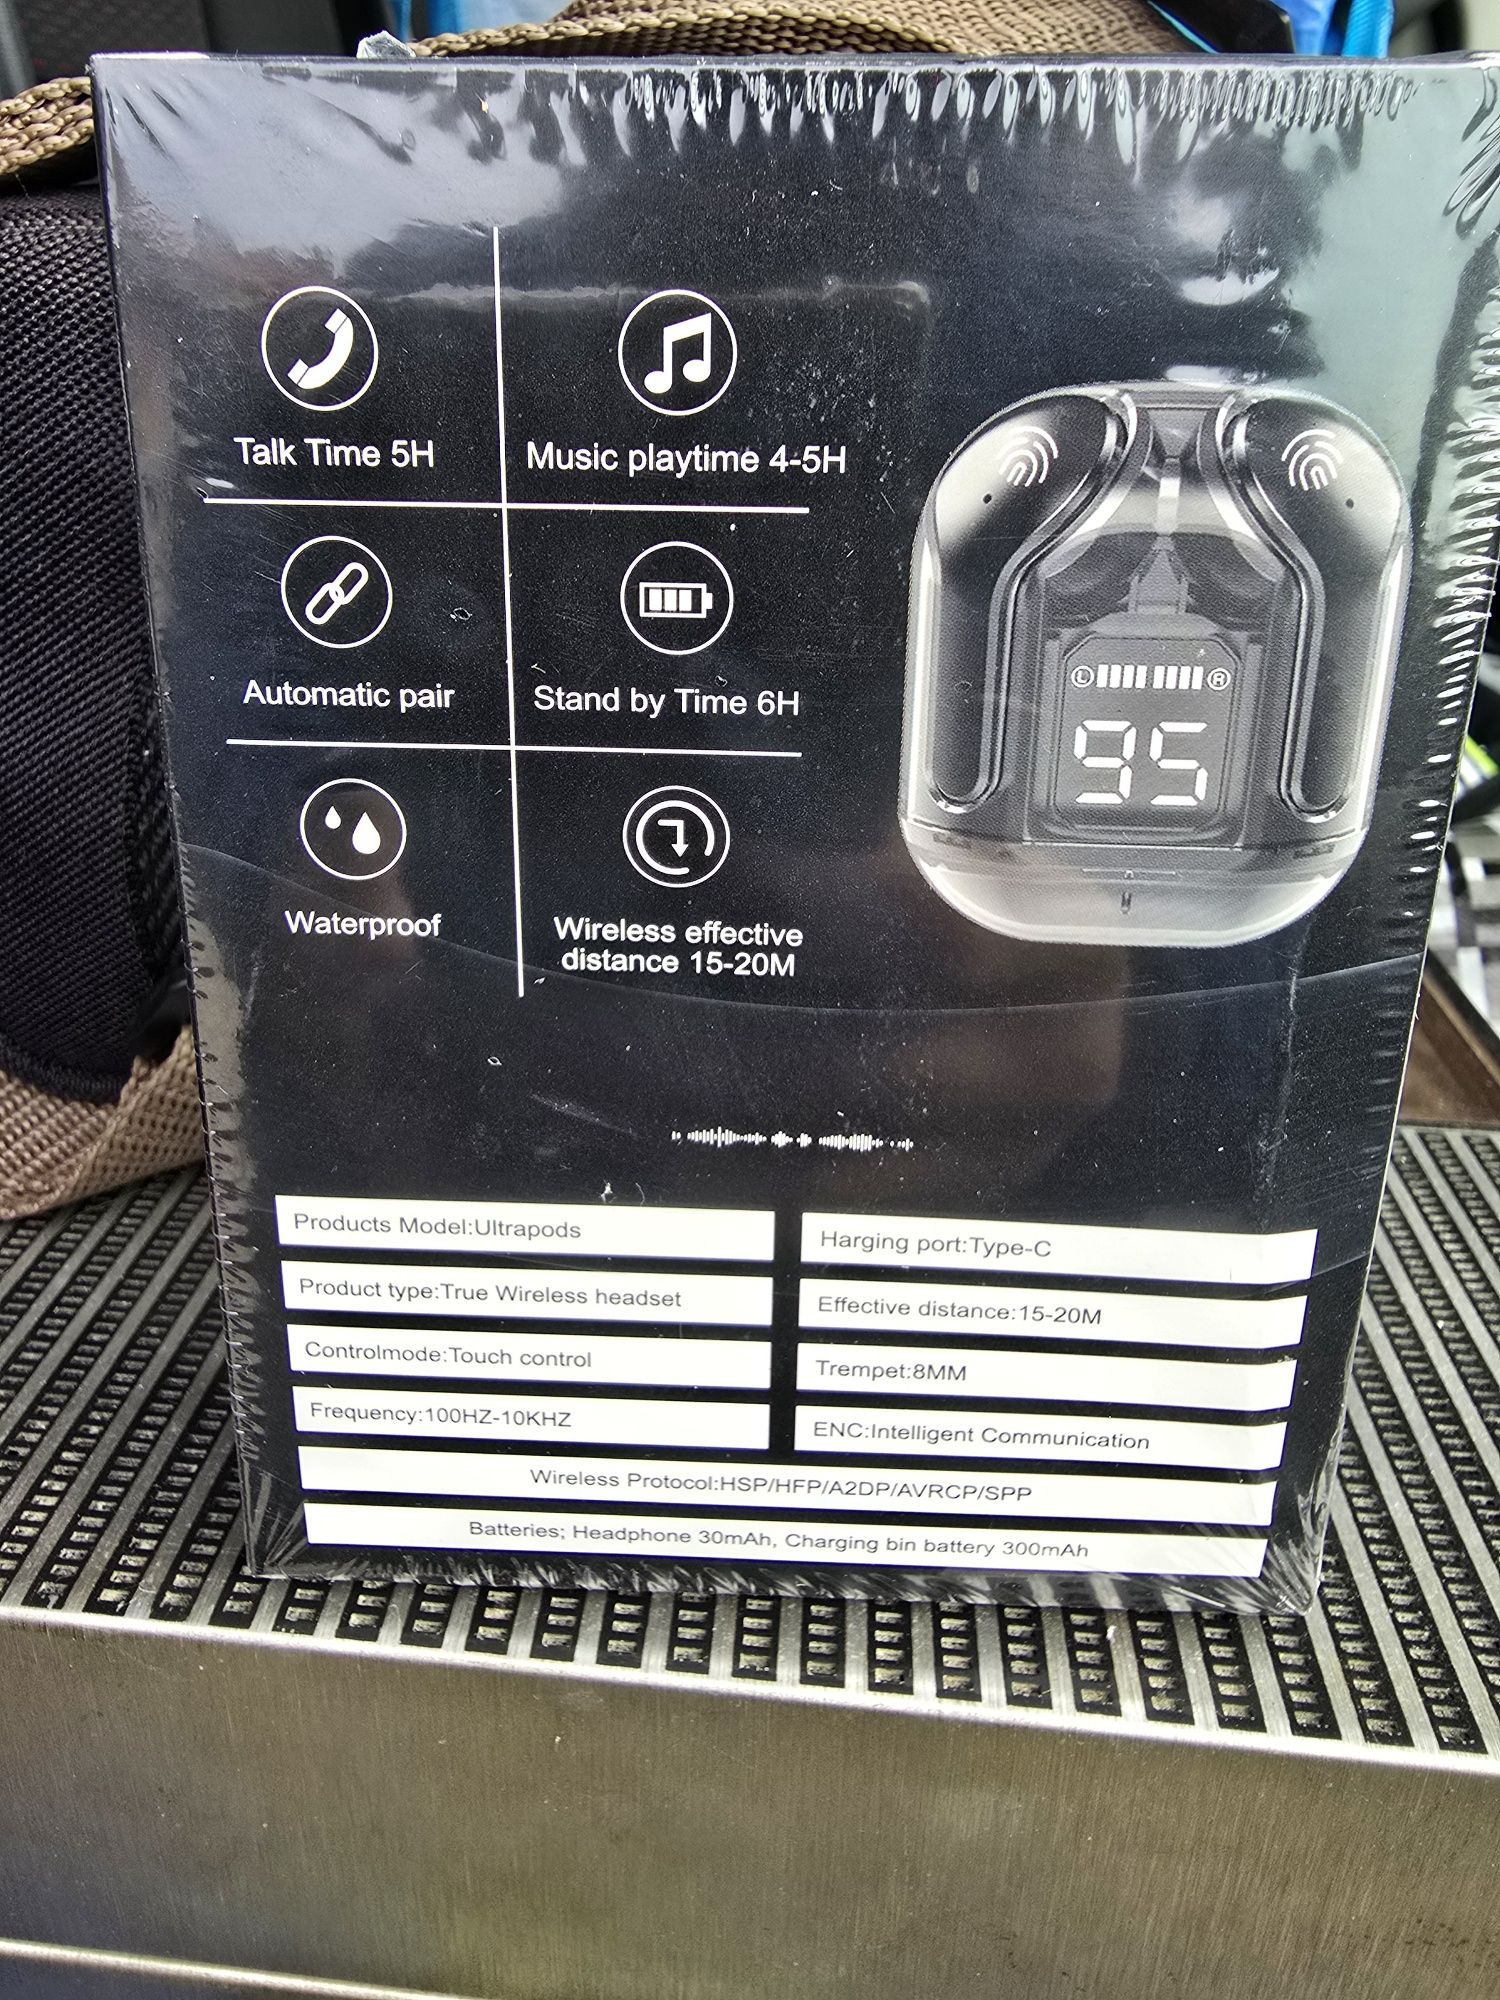 Talk Time 5H
Music playtime 4-5H
Automatic pair
Stand by Time 6H
Waterproof
Wireless effective
distance 15-20M
L R
95
Products Model:Ultrapods
Harging port:Type-C
Product type:True Wireless headset
Effective distance:15-20M
Controlmode:Touch control
Trempet:8MM
Frequency:100HZ-10KHZ
ENC:Intelligent Communication
Wireless Protocol:HSP/HFP/A2DP/AVRCP/SPP
Batteries; Headphone 30mAh, Charging bin battery 300mAh